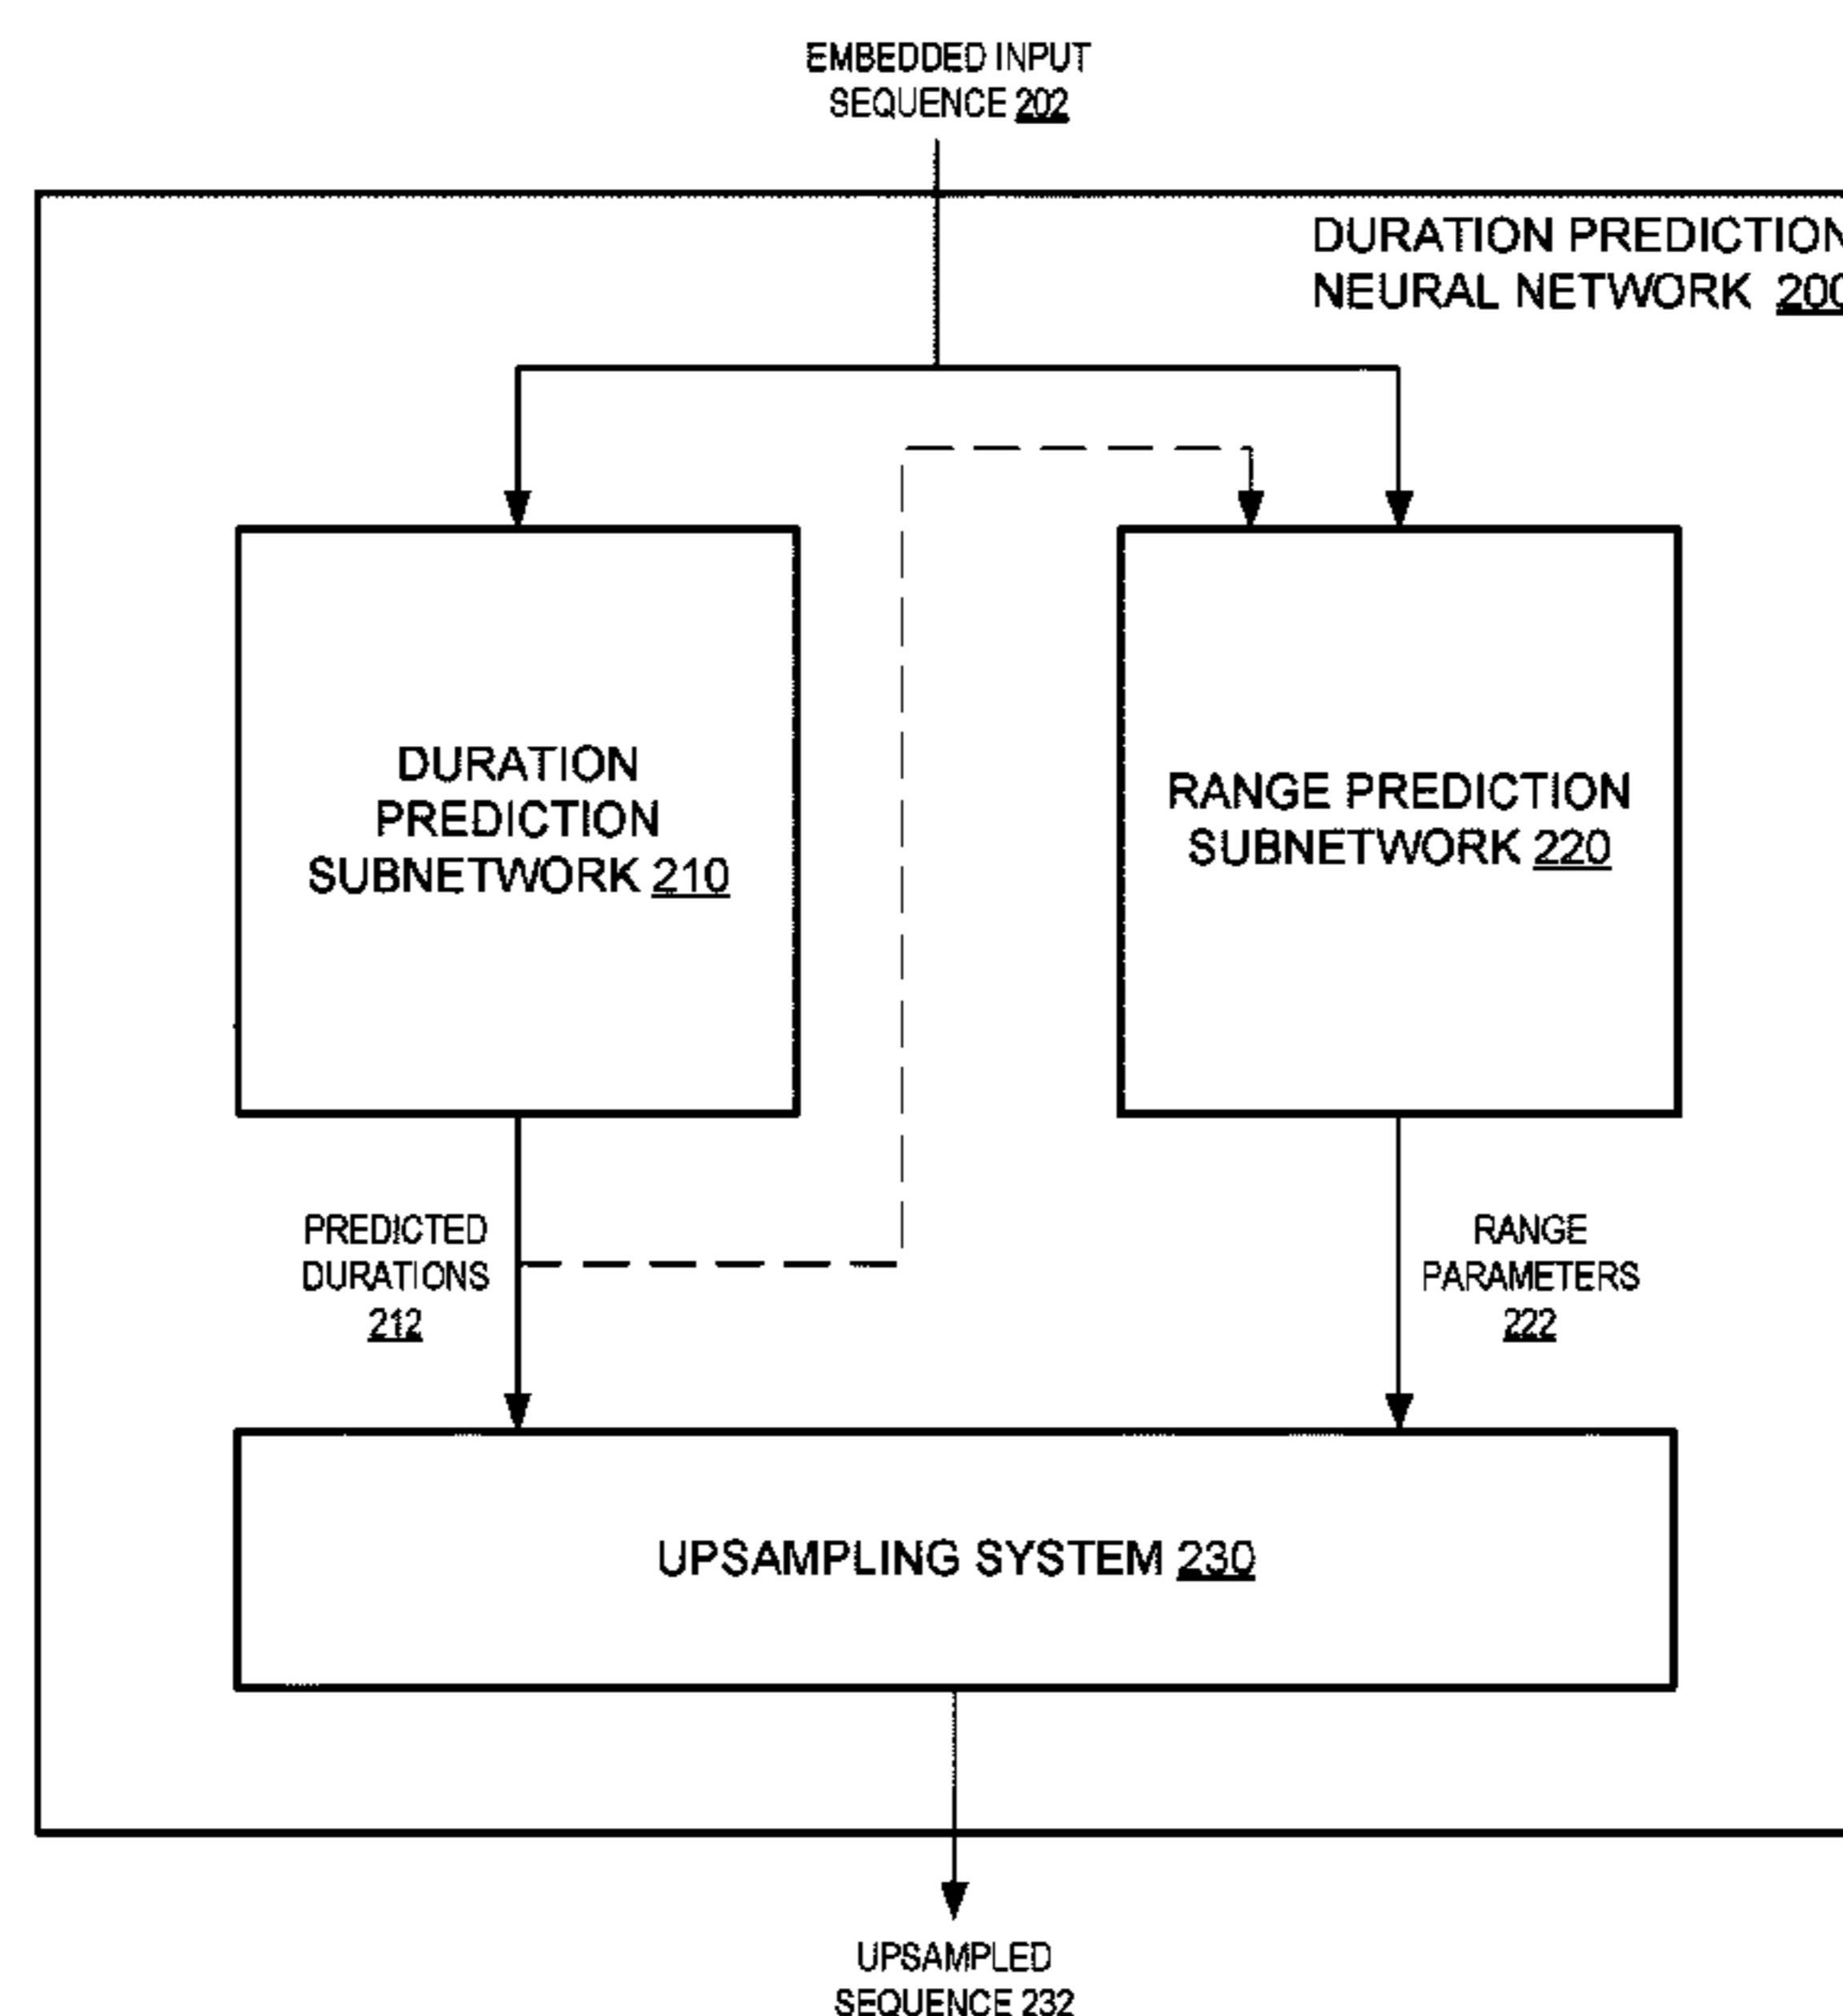 EMBEDDED INPUT
SEQUENCE 202
DURATION PREDICTION
NEURAL NETWORK 200
DURATION
PREDICTION
SUBNETWORK 210
RANGE PREDICTION
SUBNETWORK 220
PREDICTED
DURATIONS
212
RANGE
PARAMETERS
222
UPSAMPLING SYSTEM 230
UPSAMPLED
SEQUENCE 232